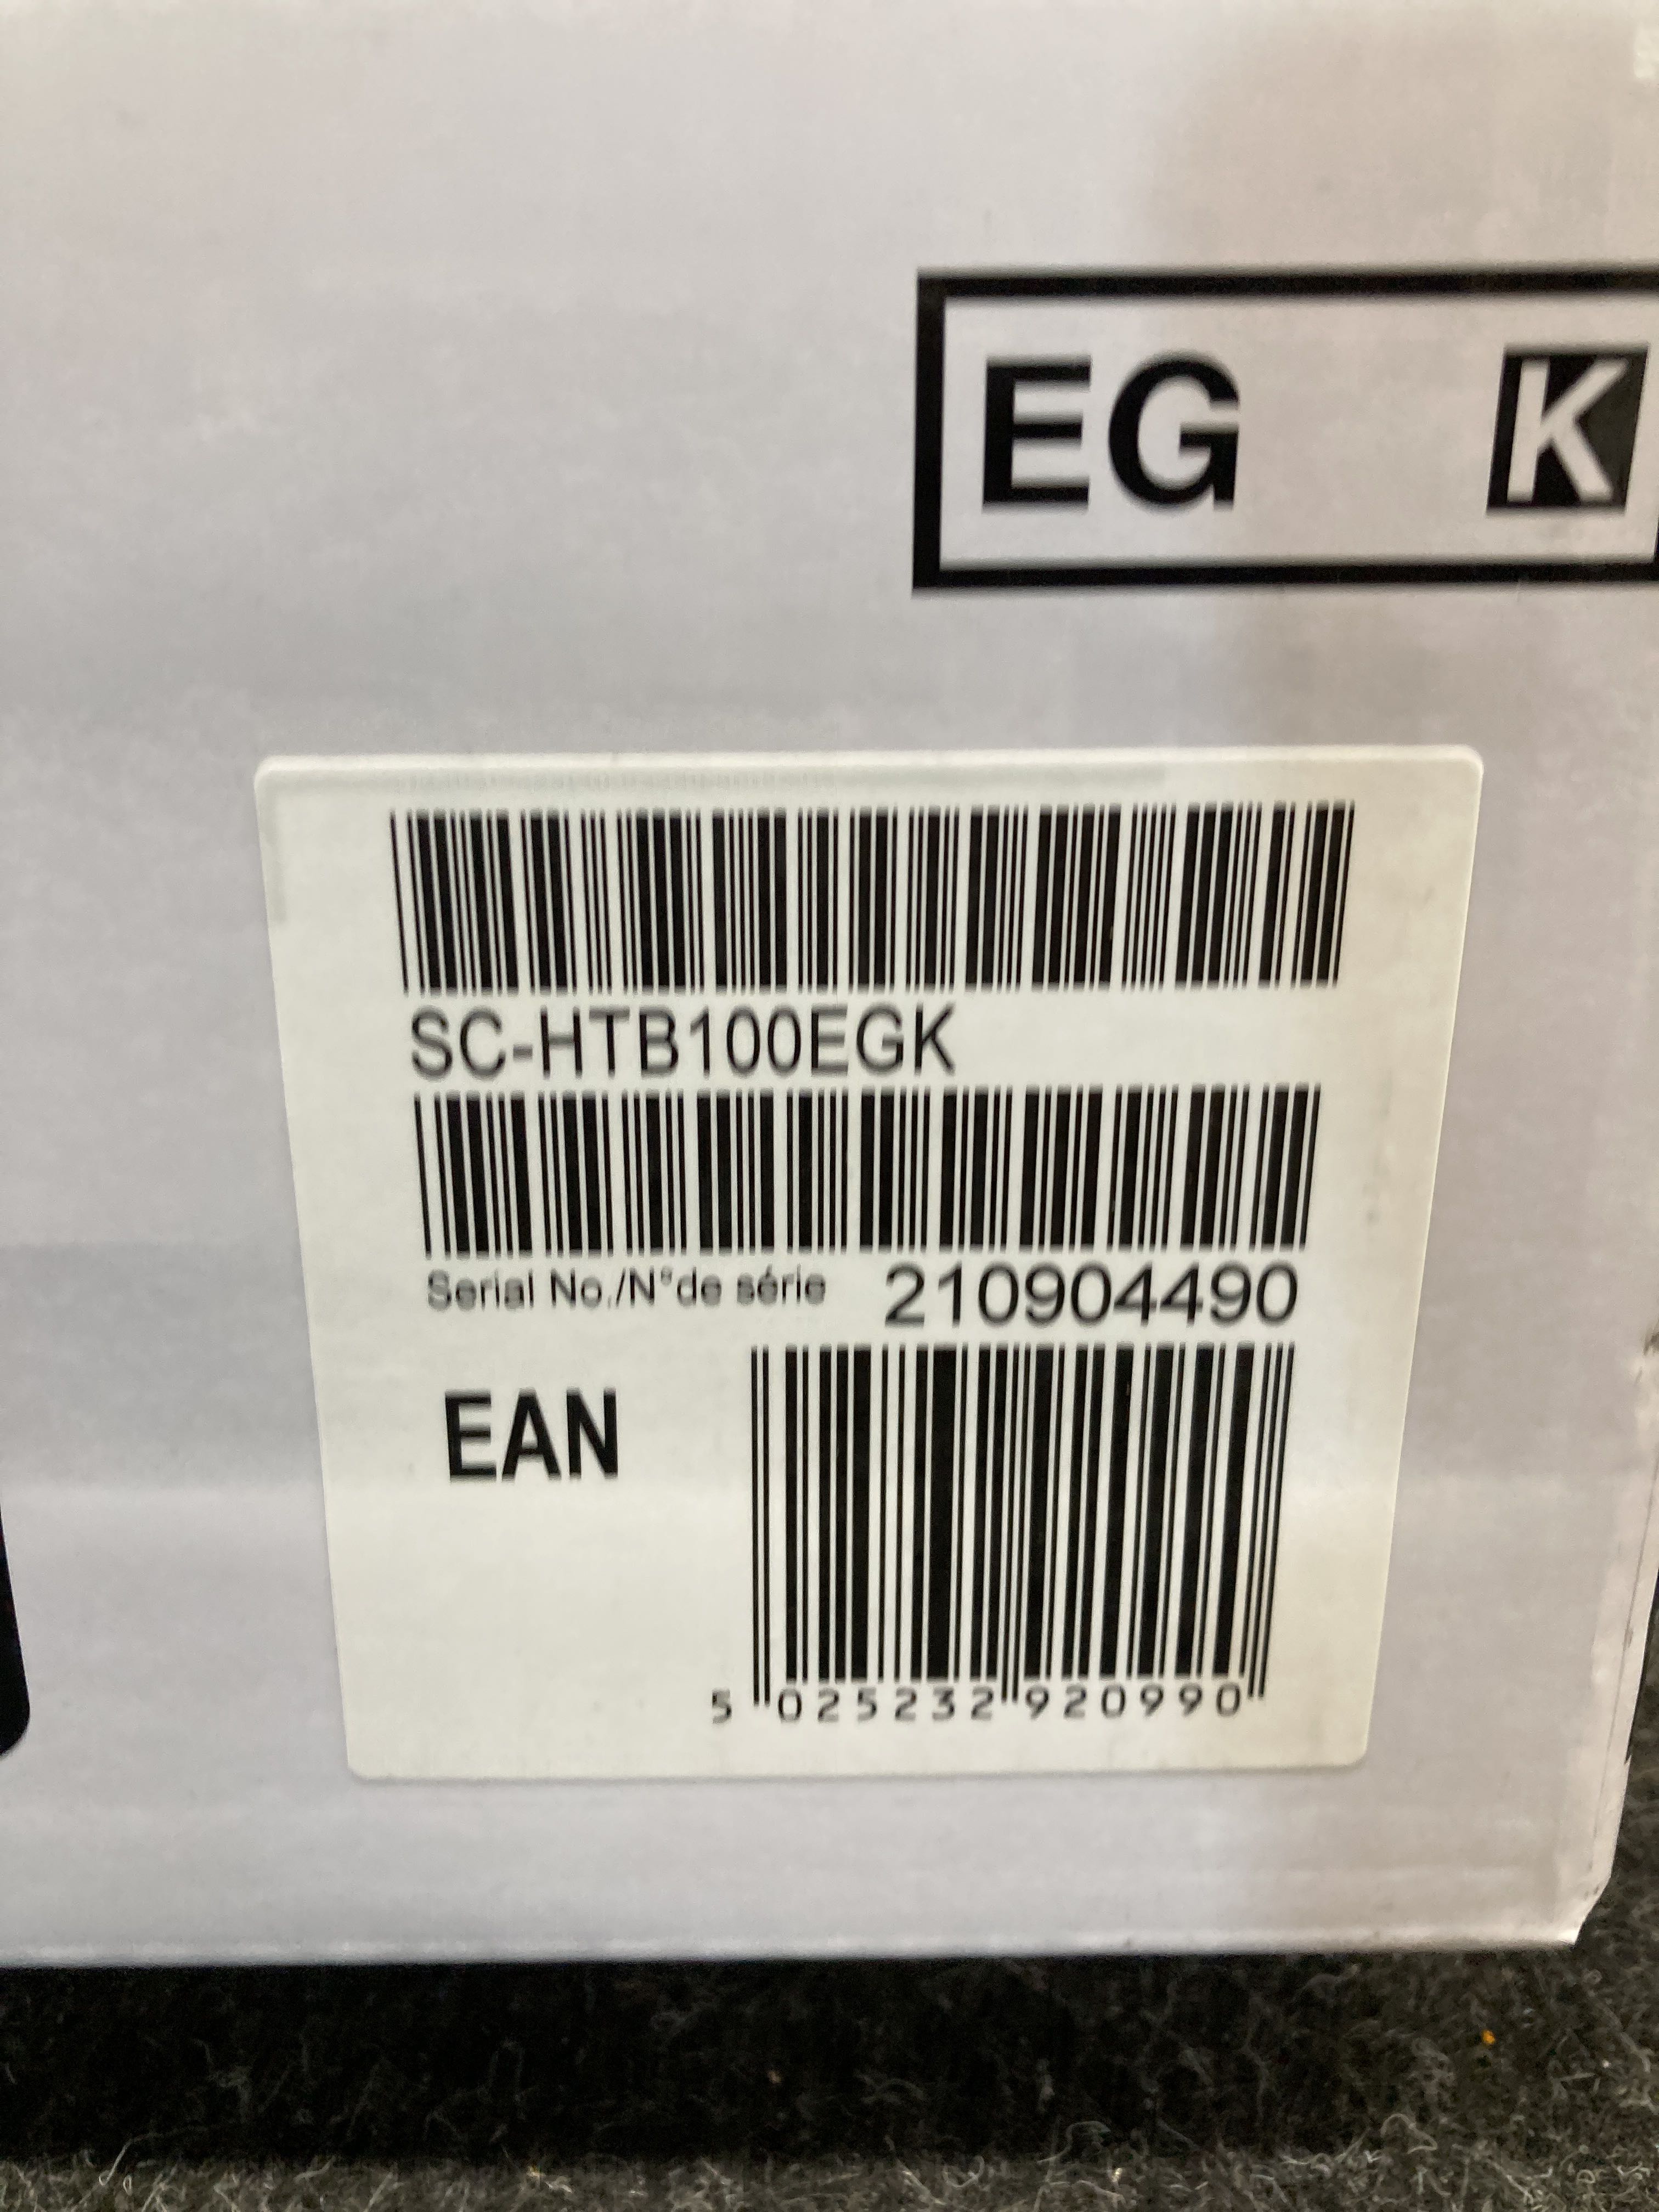 EG K
SC-HTB100EGK
Serial No./N°de série 210904490
EAN
5 025232 920990